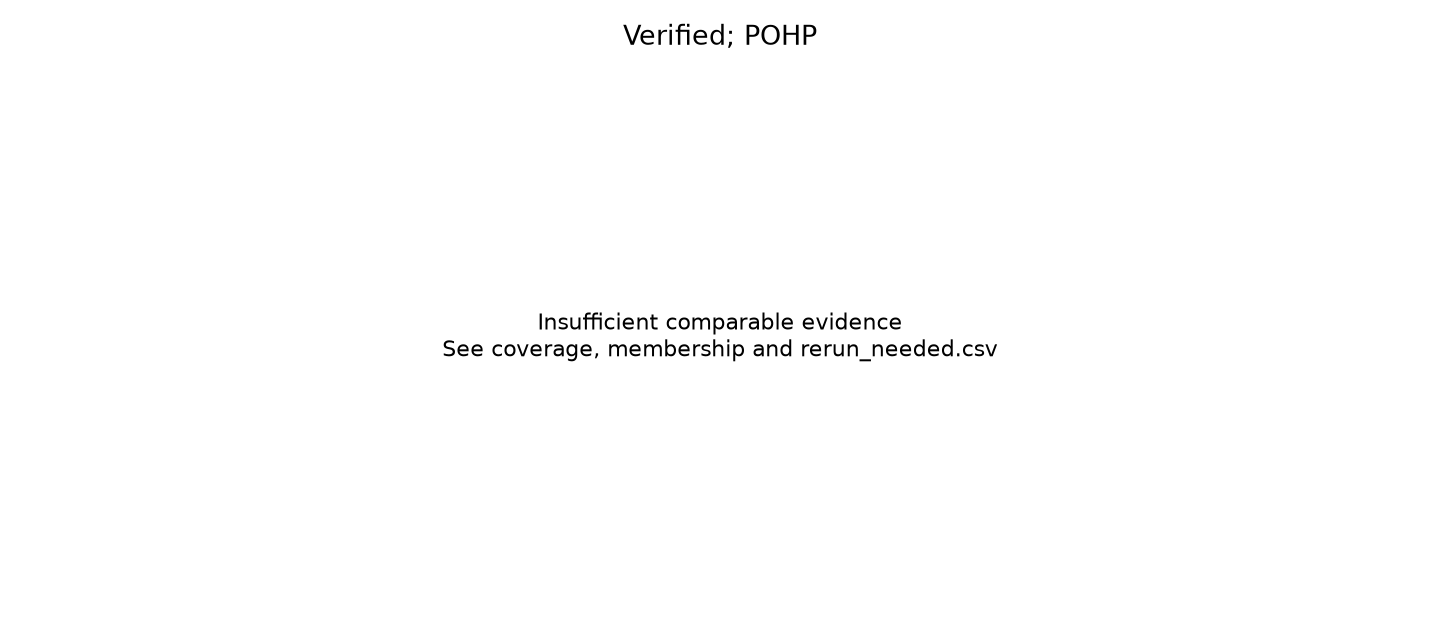 Verified; POHP
Insufficient comparable evidence
See coverage, membership and rerun_needed.csv